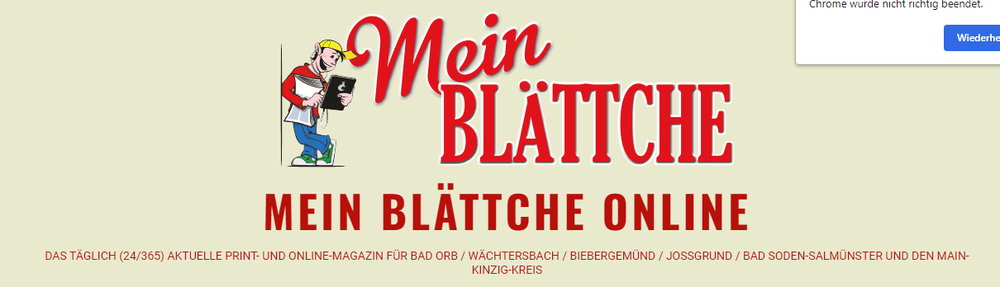 Chrome wurde nicht richtig beendet.
Mein
BLÄTTCHE
MEIN BLÄTTCHE ONLINE
DAS TÄGLICH (24/365) AKTUELLE PRINT- UND ONLINE-MAGAZIN FÜR BAD ORB / WÄCHTERSBACH / BIEBERGEMÜND / JOSSGRUND / BAD SODEN-SALMÜNSTER UND DEN MAIN-
KINZIG-KREIS